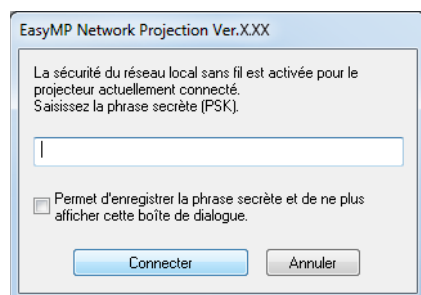 EasyMP Network Projection Ver.X.XX
La sécurité du réseau local sans fil est activée pour le
projecteur actuellement connecté.
Saisissez la phrase secrète (PSK).
Permet d'enregistrer la phrase secrète et de ne plus
afficher cette boîte de dialogue.
Connecter
Annuler